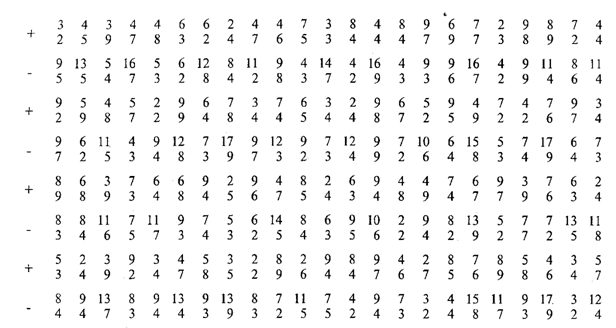 3 4 3 4 4 6 6 2 4 4 7 3 8 4 8 9 6 7 2 9 8 7 4
+
2 5 9 7 8 3 2 4 7 6 5 3 4 4 4 7 9 7 3 8 9 2 4
9 13 5 16 5 6 12 8 11 9 4 14 4 16 4 9 9 16 4 9 11 8 11
-
5 5 4 7 3 2 8 4 2 8 3 7 2 9 3 3 6 7 2 9 4 6 4
9 5 4 5 2 9 6 7 3 7 6 3 2 9 6 5 9 4 7 4 7 9 3
+
2 9 8 7 2 9 4 8 4 4 5 4 4 8 7 2 5 9 2 2 6 7 4
9 6 11 4 9 12 7 17 9 12 9 7 12 9 7 10 6 15 5 7 17 6 7
-
7 2 5 3 4 8 3 9 7 3 2 3 4 9 2 6 4 8 3 4 9 4 3
8 6 3 7 6 6 9 2 9 4 8 2 6 9 4 4 7 6 9 3 7 6 2
+
9 8 9 3 4 8 4 5 6 7 5 4 3 4 8 9 4 7 7 9 6 3 4
8 8 11 7 11 9 7 5 6 14 8 6 9 10 2 9 8 13 5 7 7 13 11
-
3 4 6 5 7 3 4 3 2 5 4 3 5 6 2 4 2 9 2 7 2 5 8
5 2 3 9 3 4 5 3 2 8 2 9 8 9 4 2 8 7 8 5 4 3 5
+
3 4 9 2 4 7 8 5 2 9 6 4 4 7 6 7 5 6 9 8 6 4 7
8 9 13 8 9 13 9 13 8 7 11 7 4 9 7 3 4 15 11 9 17 3 12
-
4 4 7 3 4 4 3 9 3 2 5 5 2 4 3 2 4 8 7 3 9 2 4